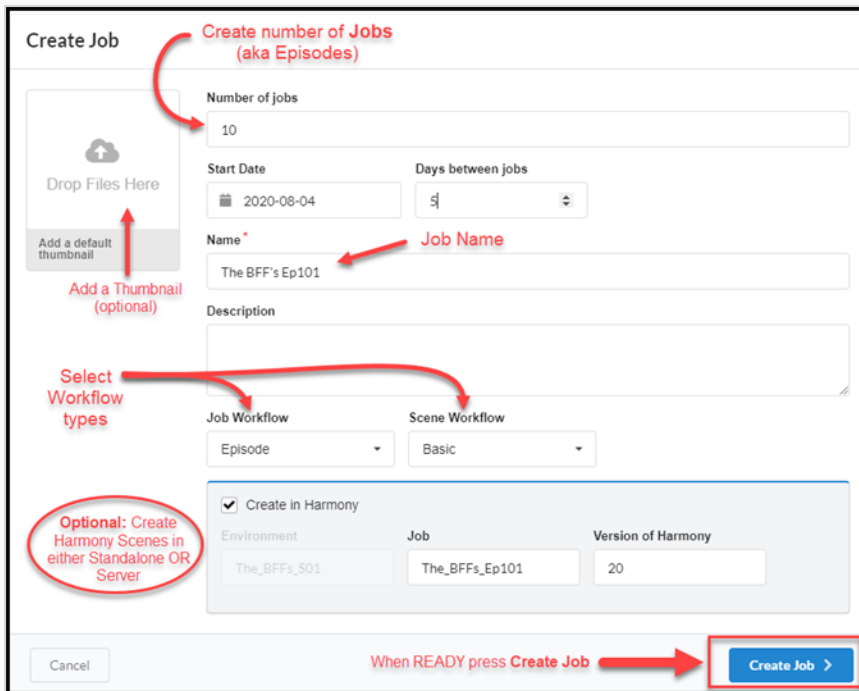 Create Job
Create number of Jobs
(aka Episodes)
Number of jobs
10
Drop Files Here
Add a default
thumbnail
Add a Thumbnail
(optional)
Start Date
Days between jobs
2020-08-04
5
Name*
Job Name
The BFF's Ep101
Description
Select
Workflow
types
Job Workflow
Scene Workflow
Episode
Basic
Optional: Create
Harmony Scenes in
either Standalone OR
Server
Create in Harmony
Environment
Job
Version of Harmony
The_BFFs_S01
The_BFFs_Ep101
20
Cancel
When READY press Create Job
Create Job